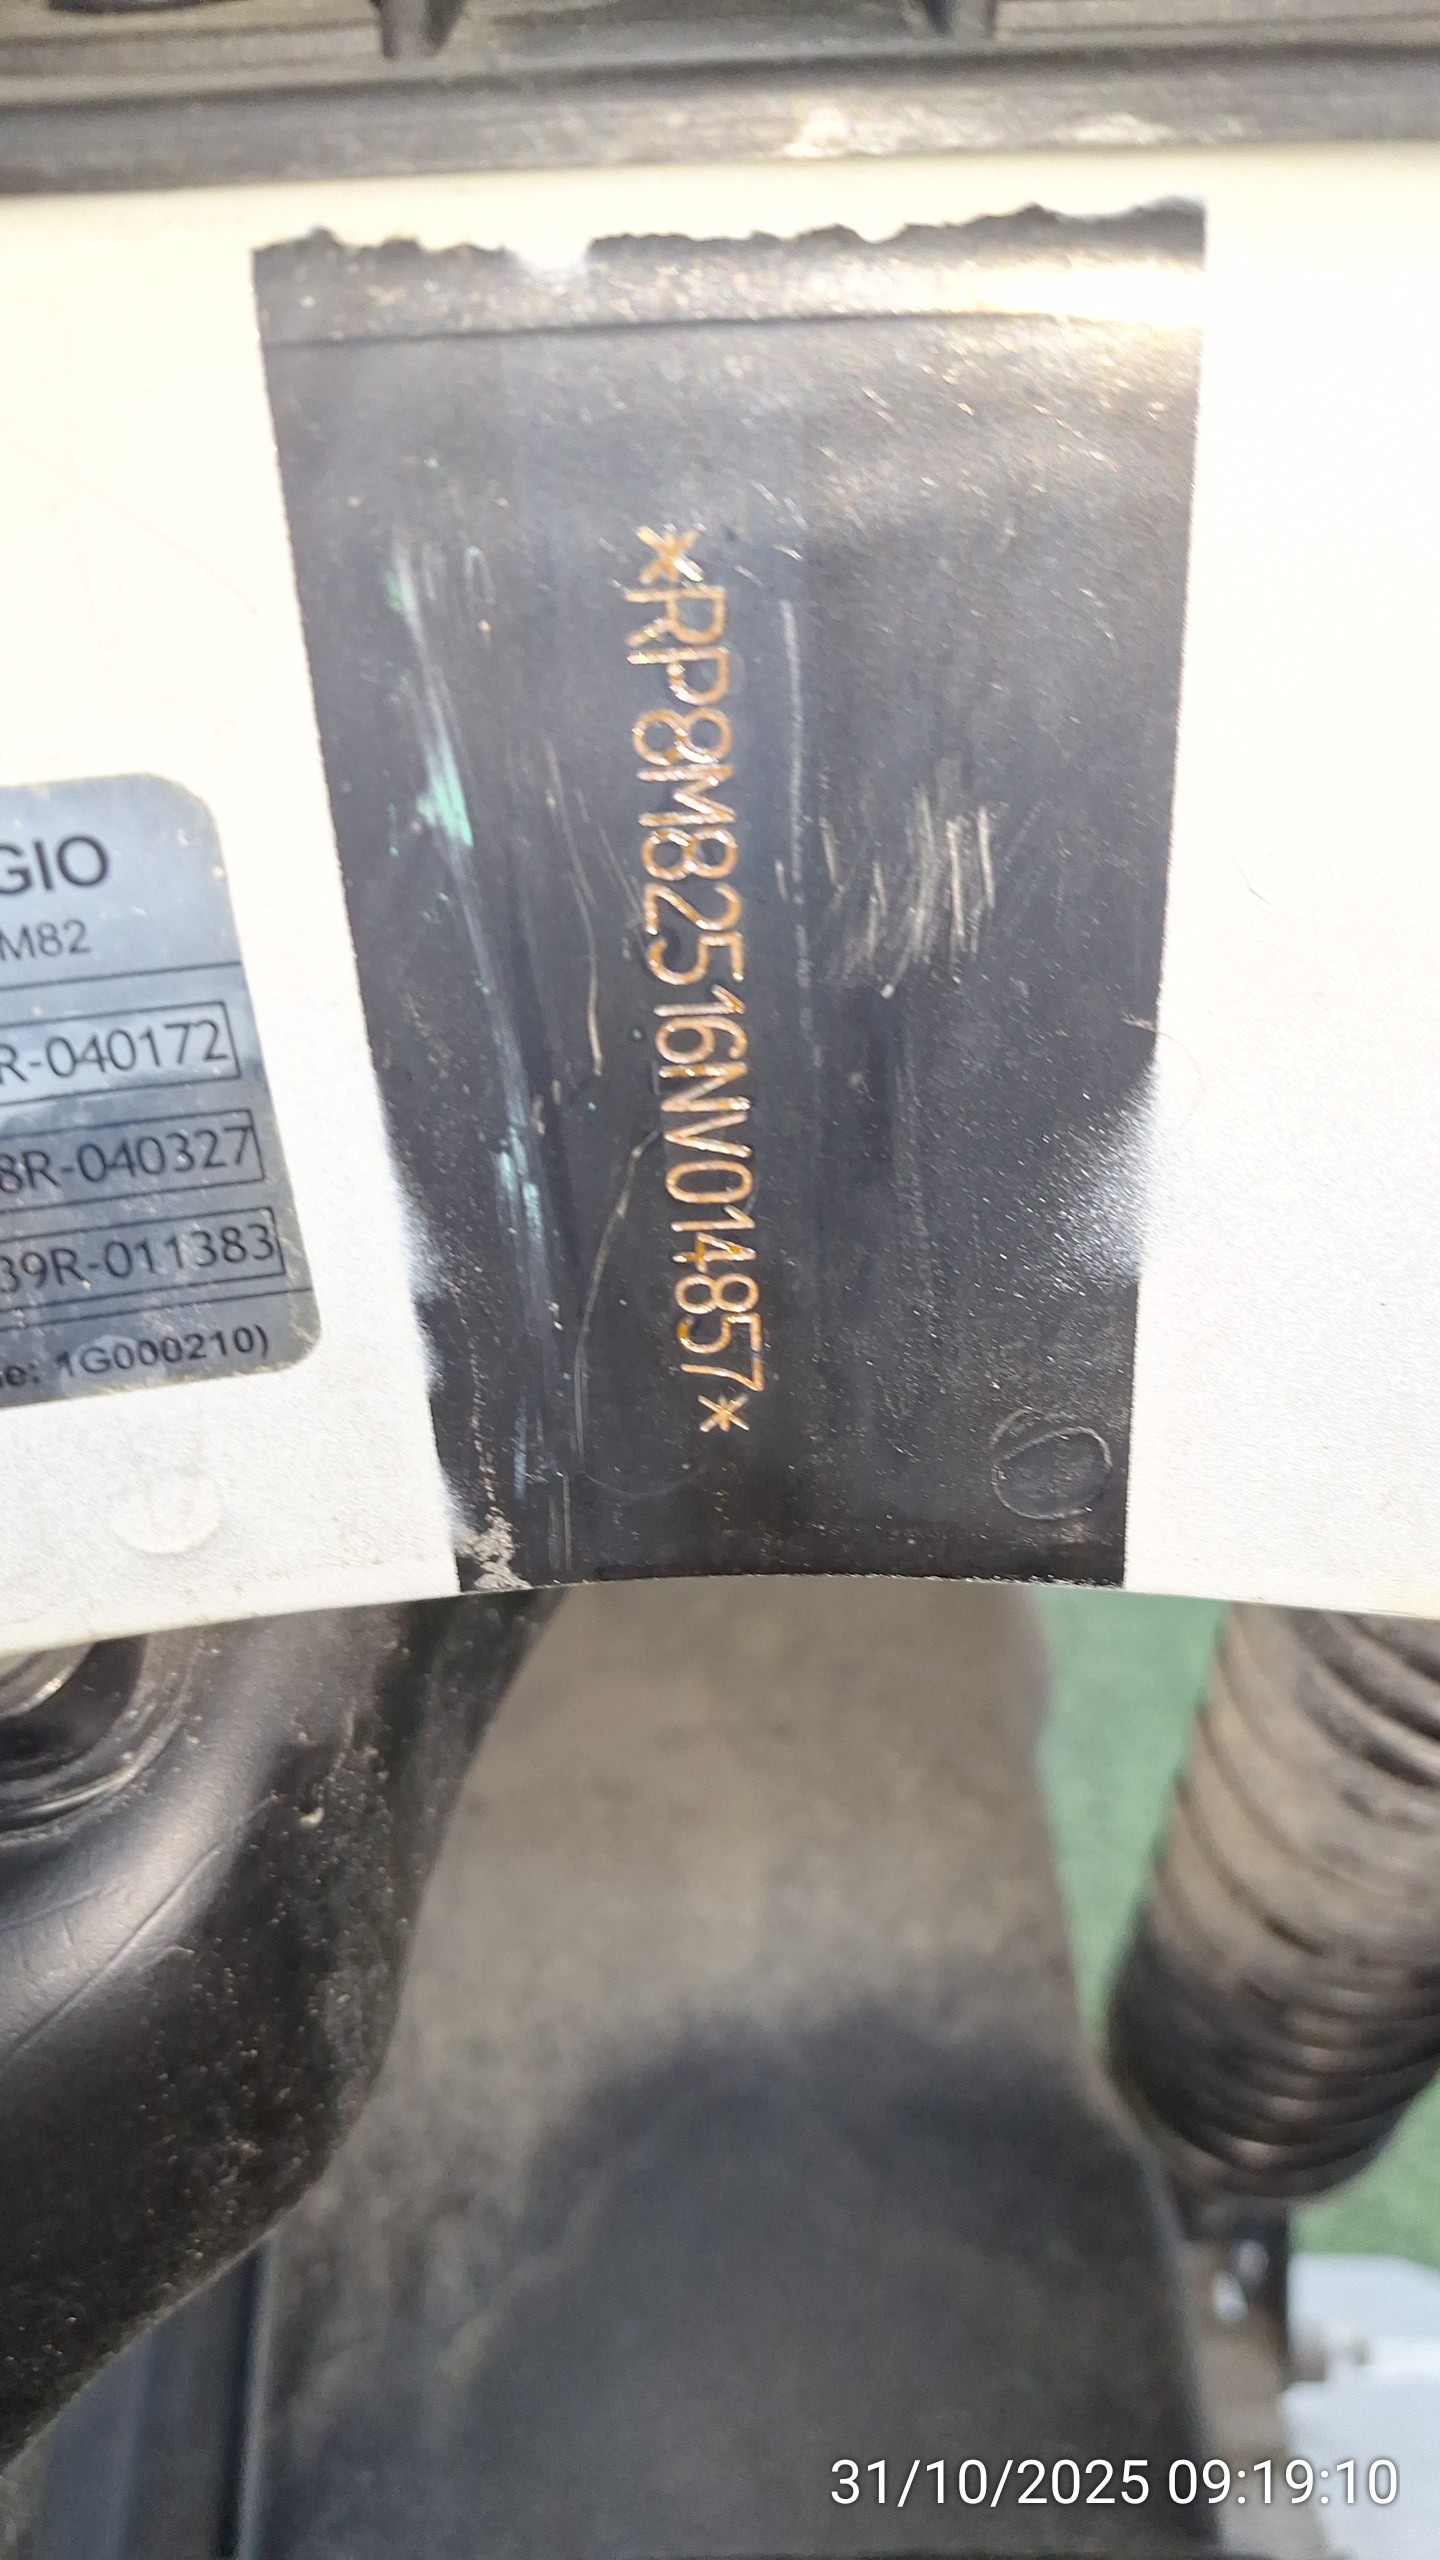 GIO
M82
R-040172
8R-040327
39R-011383
e: 1G000210)
*RP8M82516NV014857*
31/10/2025 09:19:10